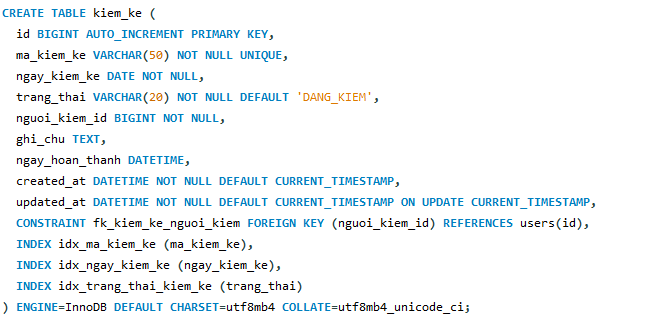 CREATE TABLE kiem_ke (
  id BIGINT AUTO_INCREMENT PRIMARY KEY,
  ma_kiem_ke VARCHAR(50) NOT NULL UNIQUE,
  ngay_kiem_ke DATE NOT NULL,
  trang_thai VARCHAR(20) NOT NULL DEFAULT 'DANG_KIEM',
  nguoi_kiem_id BIGINT NOT NULL,
  ghi_chu TEXT,
  ngay_hoan_thanh DATETIME,
  created_at DATETIME NOT NULL DEFAULT CURRENT_TIMESTAMP,
  updated_at DATETIME NOT NULL DEFAULT CURRENT_TIMESTAMP ON UPDATE CURRENT_TIMESTAMP,
  CONSTRAINT fk_kiem_ke_nguoi_kiem FOREIGN KEY (nguoi_kiem_id) REFERENCES users(id),
  INDEX idx_ma_kiem_ke (ma_kiem_ke),
  INDEX idx_ngay_kiem_ke (ngay_kiem_ke),
  INDEX idx_trang_thai_kiem_ke (trang_thai)
) ENGINE=InnoDB DEFAULT CHARSET=utf8mb4 COLLATE=utf8mb4_unicode_ci;